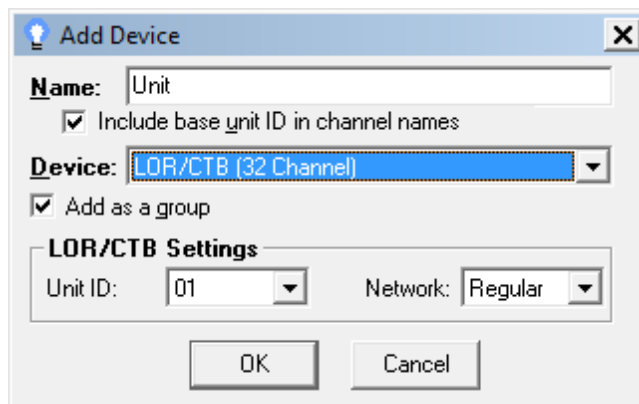 Add Device
Name: Unit
Include base unit ID in channel names
Device: LOR/CTB (32 Channel)
Add as a group
LOR/CTB Settings
Unit ID: 01 Network: Regular
OK Cancel